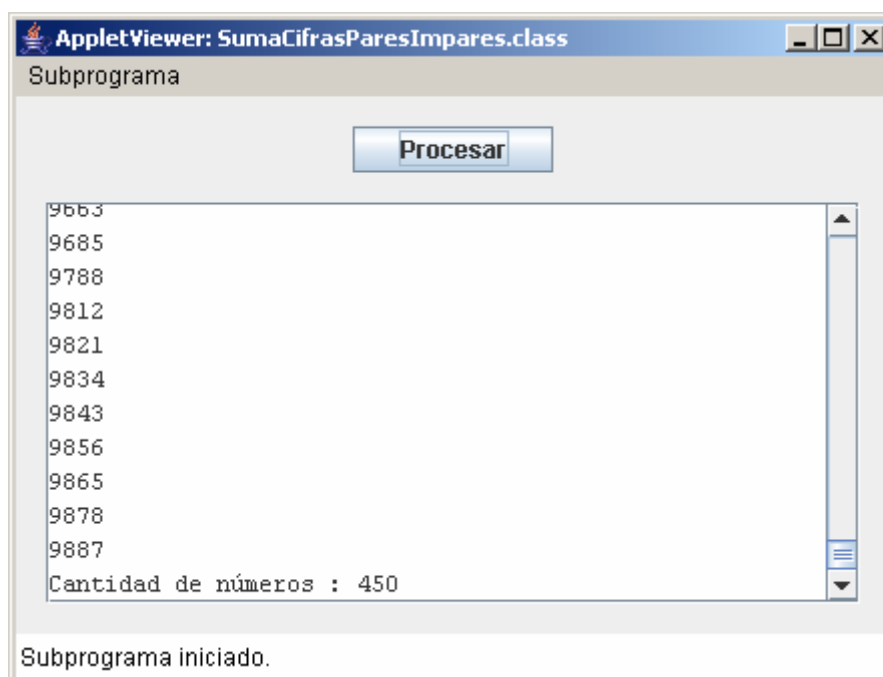 AppletViewer: SumaCifrasParesImpares.class
Subprograma
Procesar
9663
9685
9788
9812
9821
9834
9843
9856
9865
9878
9887
Cantidad de números : 450
Subprograma iniciado.